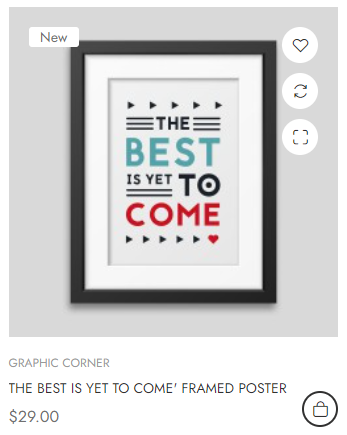 New
THE
BEST
IS YET TO
COME
GRAPHIC CORNER
THE BEST IS YET TO COME' FRAMED POSTER
$29.00